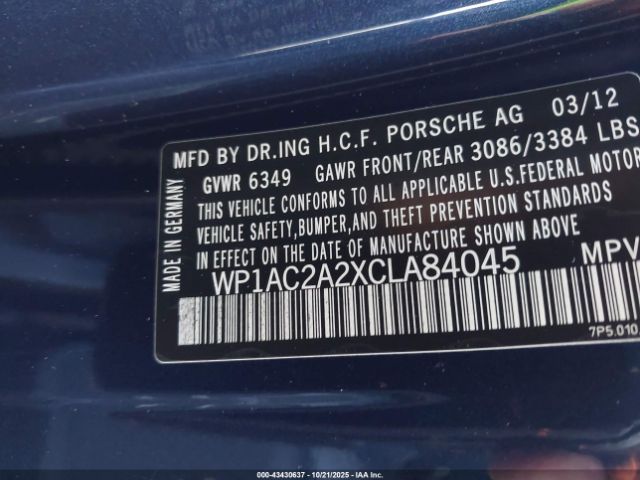 MFD BY DR.ING H.C.F. PORSCHE AG 03/12
GVWR 6349 GAWR FRONT/REAR 3086/3384 LBS
THIS VEHICLE CONFORMS TO ALL APPLICABLE U.S.FEDERAL MOTOR
VEHICLE SAFETY,BUMPER,AND THEFT PREVENTION STANDARDS
IN EFFECT ON THE DATE OF MANUFACTURE SHOWN ABOVE
WP1AC2A2XCLA84045 MPV
MADE IN GERMANY
7P5.010
000-43430637 - 10/21/2025 - IAAI, Inc.